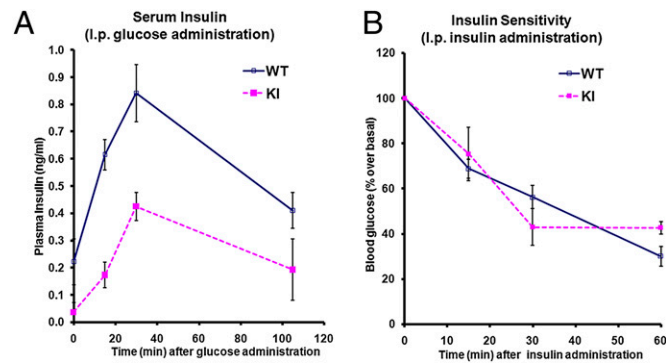 A
Serum Insulin
(I.p. glucose administration)
Plasma Insulin (ng/ml)
1.0
0.9
0.8
0.7
0.6
0.5
0.4
0.3
0.2
0.1
0.0
WT
KI
0 20 40 60 80 100 120
Time (min) after glucose administration
B
Insulin Sensitivity
(I.p. insulin administration)
Blood glucose (% over basal)
120
100
80
60
40
20
0
WT
KI
0 10 20 30 40 50 60
Time (min) after insulin administration